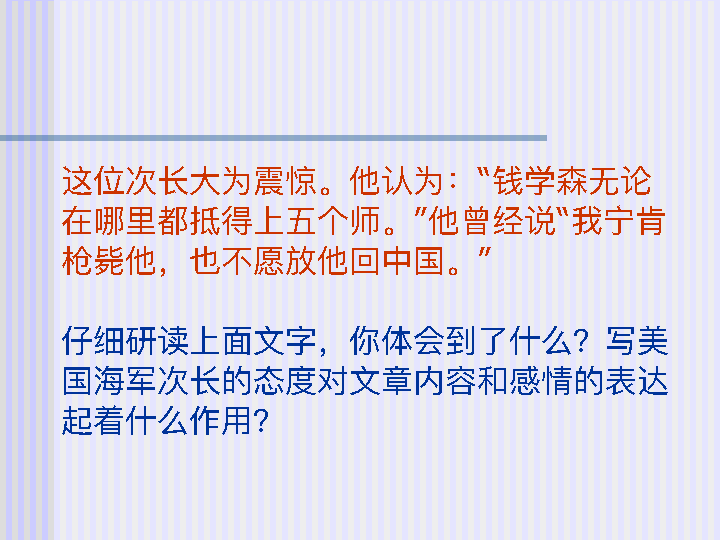 这位次长大为震惊。他认为：“钱学森无论
在哪里都抵得上五个师。”他曾经说“我宁肯
枪毙他，也不愿放他回中国。”
仔细研读上面文字，你体会到了什么？写美
国海军次长的态度对文章内容和感情的表达
起着什么作用？